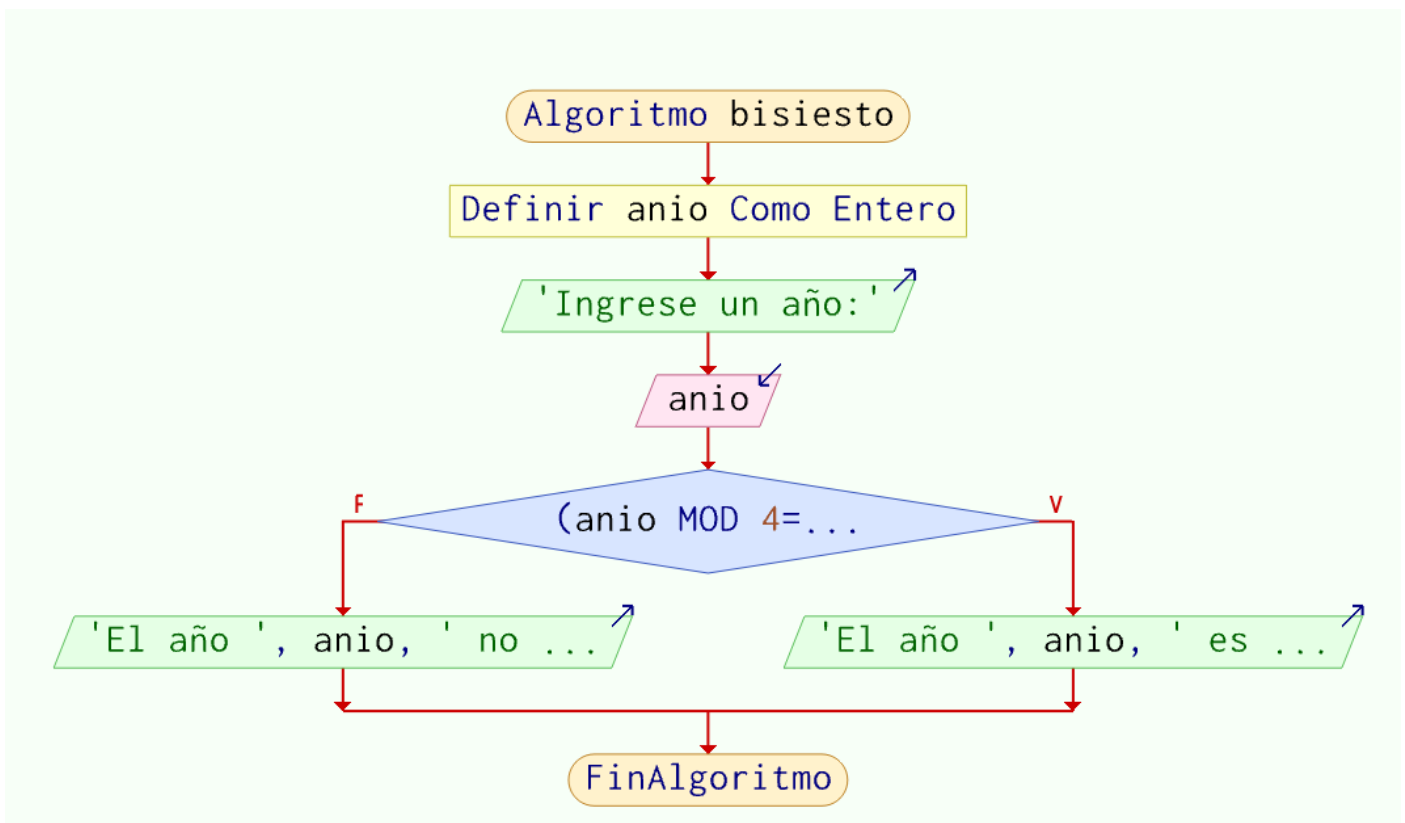 Algoritmo bisiesto
Definir anio Como Entero
'Ingrese un año:'
anio
F
V
(anio MOD 4=...
'El año ', anio, ' no ...
'El año ', anio, ' es ...
FinAlgoritmo